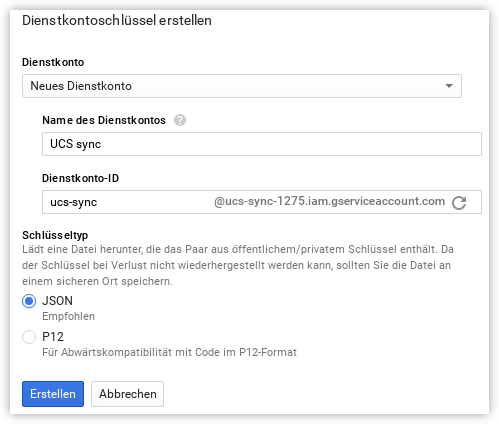 Dienstkontoschlüssel erstellen
Dienstkonto
Neues Dienstkonto
Name des Dienstkontos ?
UCS sync
Dienstkonto-ID
ucs-sync @ucs-sync-1275.iam.gserviceaccount.com
Schlüsseltyp
Lädt eine Datei herunter, die das Paar aus öffentlichem/privatem Schlüssel enthält. Da
der Schlüssel bei Verlust nicht wiederhergestellt werden kann, sollten Sie die Datei an
einem sicheren Ort speichern.
JSON
Empfohlen
P12
Für Abwärtskompatibilität mit Code im P12-Format
Erstellen Abbrechen